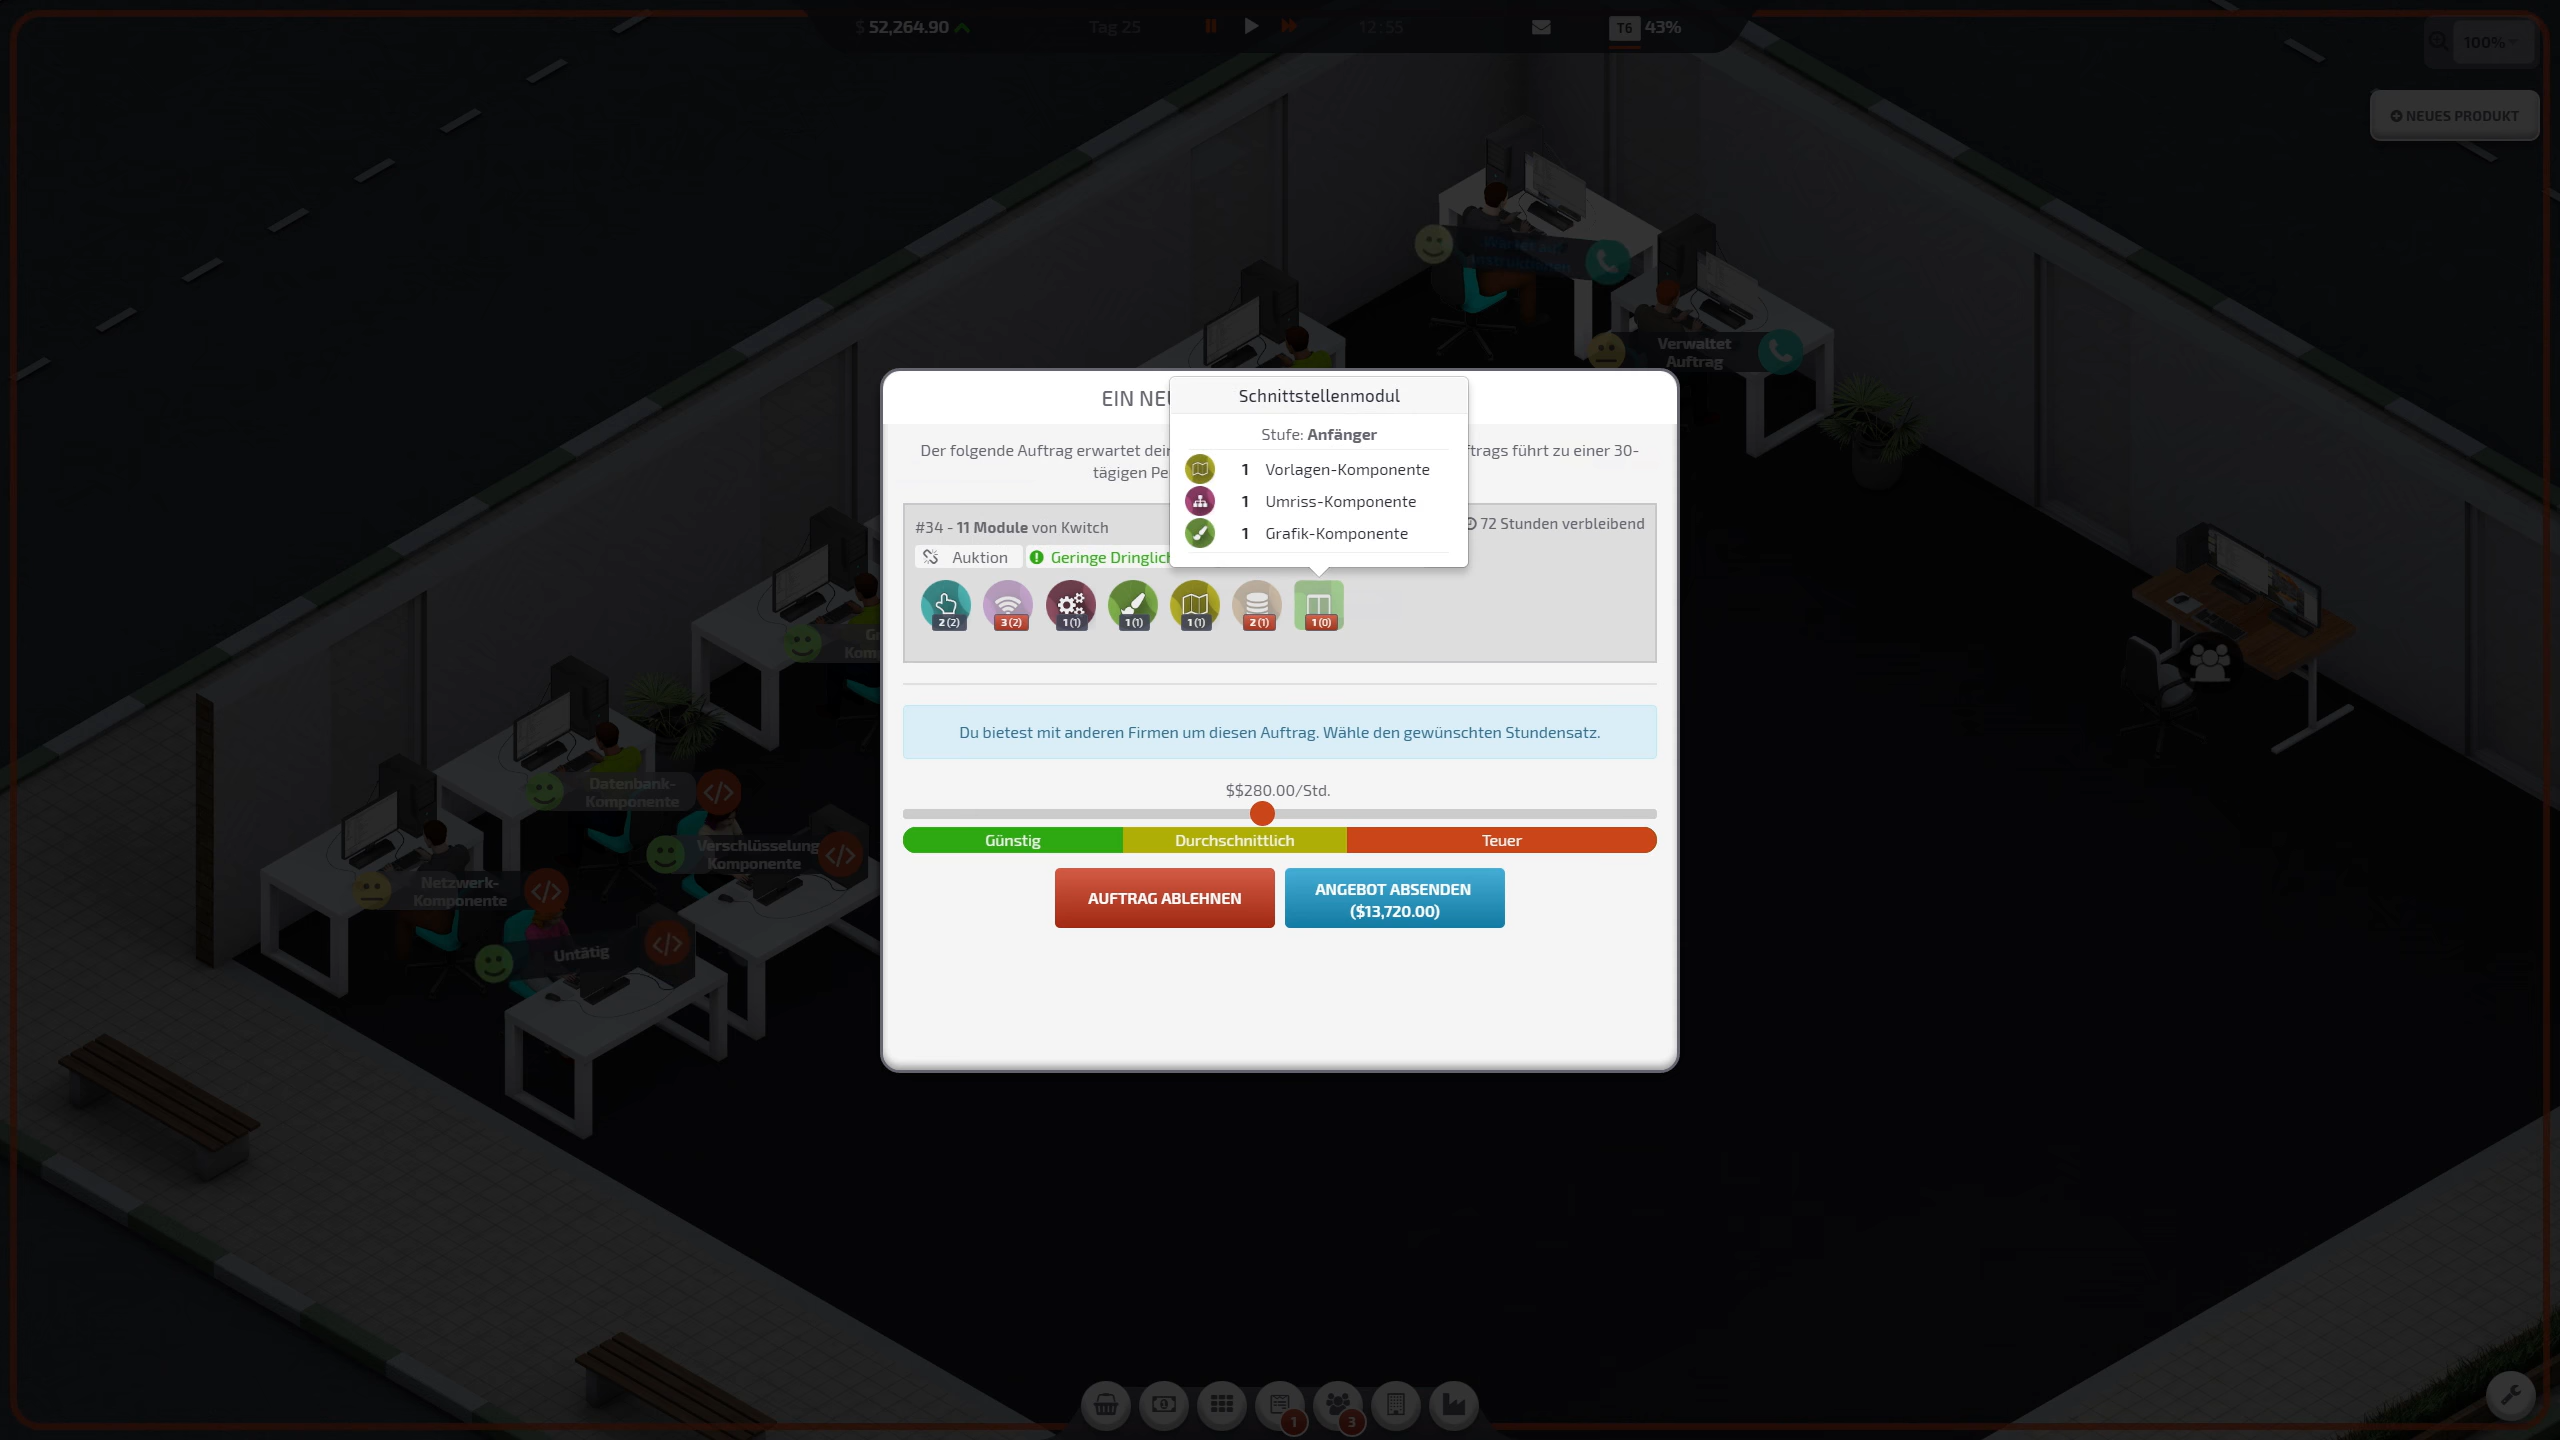 $ 52,264.90
Tag 25
12:55
T6 43%
100%
NEUES PRODUKT
Verwaltet
Auftrag
EIN NEU
Schnittstellenmodul
Stufe: Anfänger
1 Vorlagen-Komponente
1 Umriss-Komponente
1 Grafik-Komponente
Der folgende Auftrag erwartet dein
ftrags führt zu einer 30-
tägigen Pe
#34 - 11 Module von Kwitch
72 Stunden verbleibend
Auktion
Geringe Dringlich
2 (2)
3 (2)
1 (1)
1 (1)
1 (1)
2 (1)
1 (0)
Du bietest mit anderen Firmen um diesen Auftrag. Wähle den gewünschten Stundensatz.
$$280.00/Std.
Günstig
Durchschnittlich
Teuer
AUFTRAG ABLEHNEN
ANGEBOT ABSENDEN
($13,720.00)
Datenbank-
Komponente
Verschlüsselung
Komponente
Netzwerk-
Komponente
Untätig
1
3